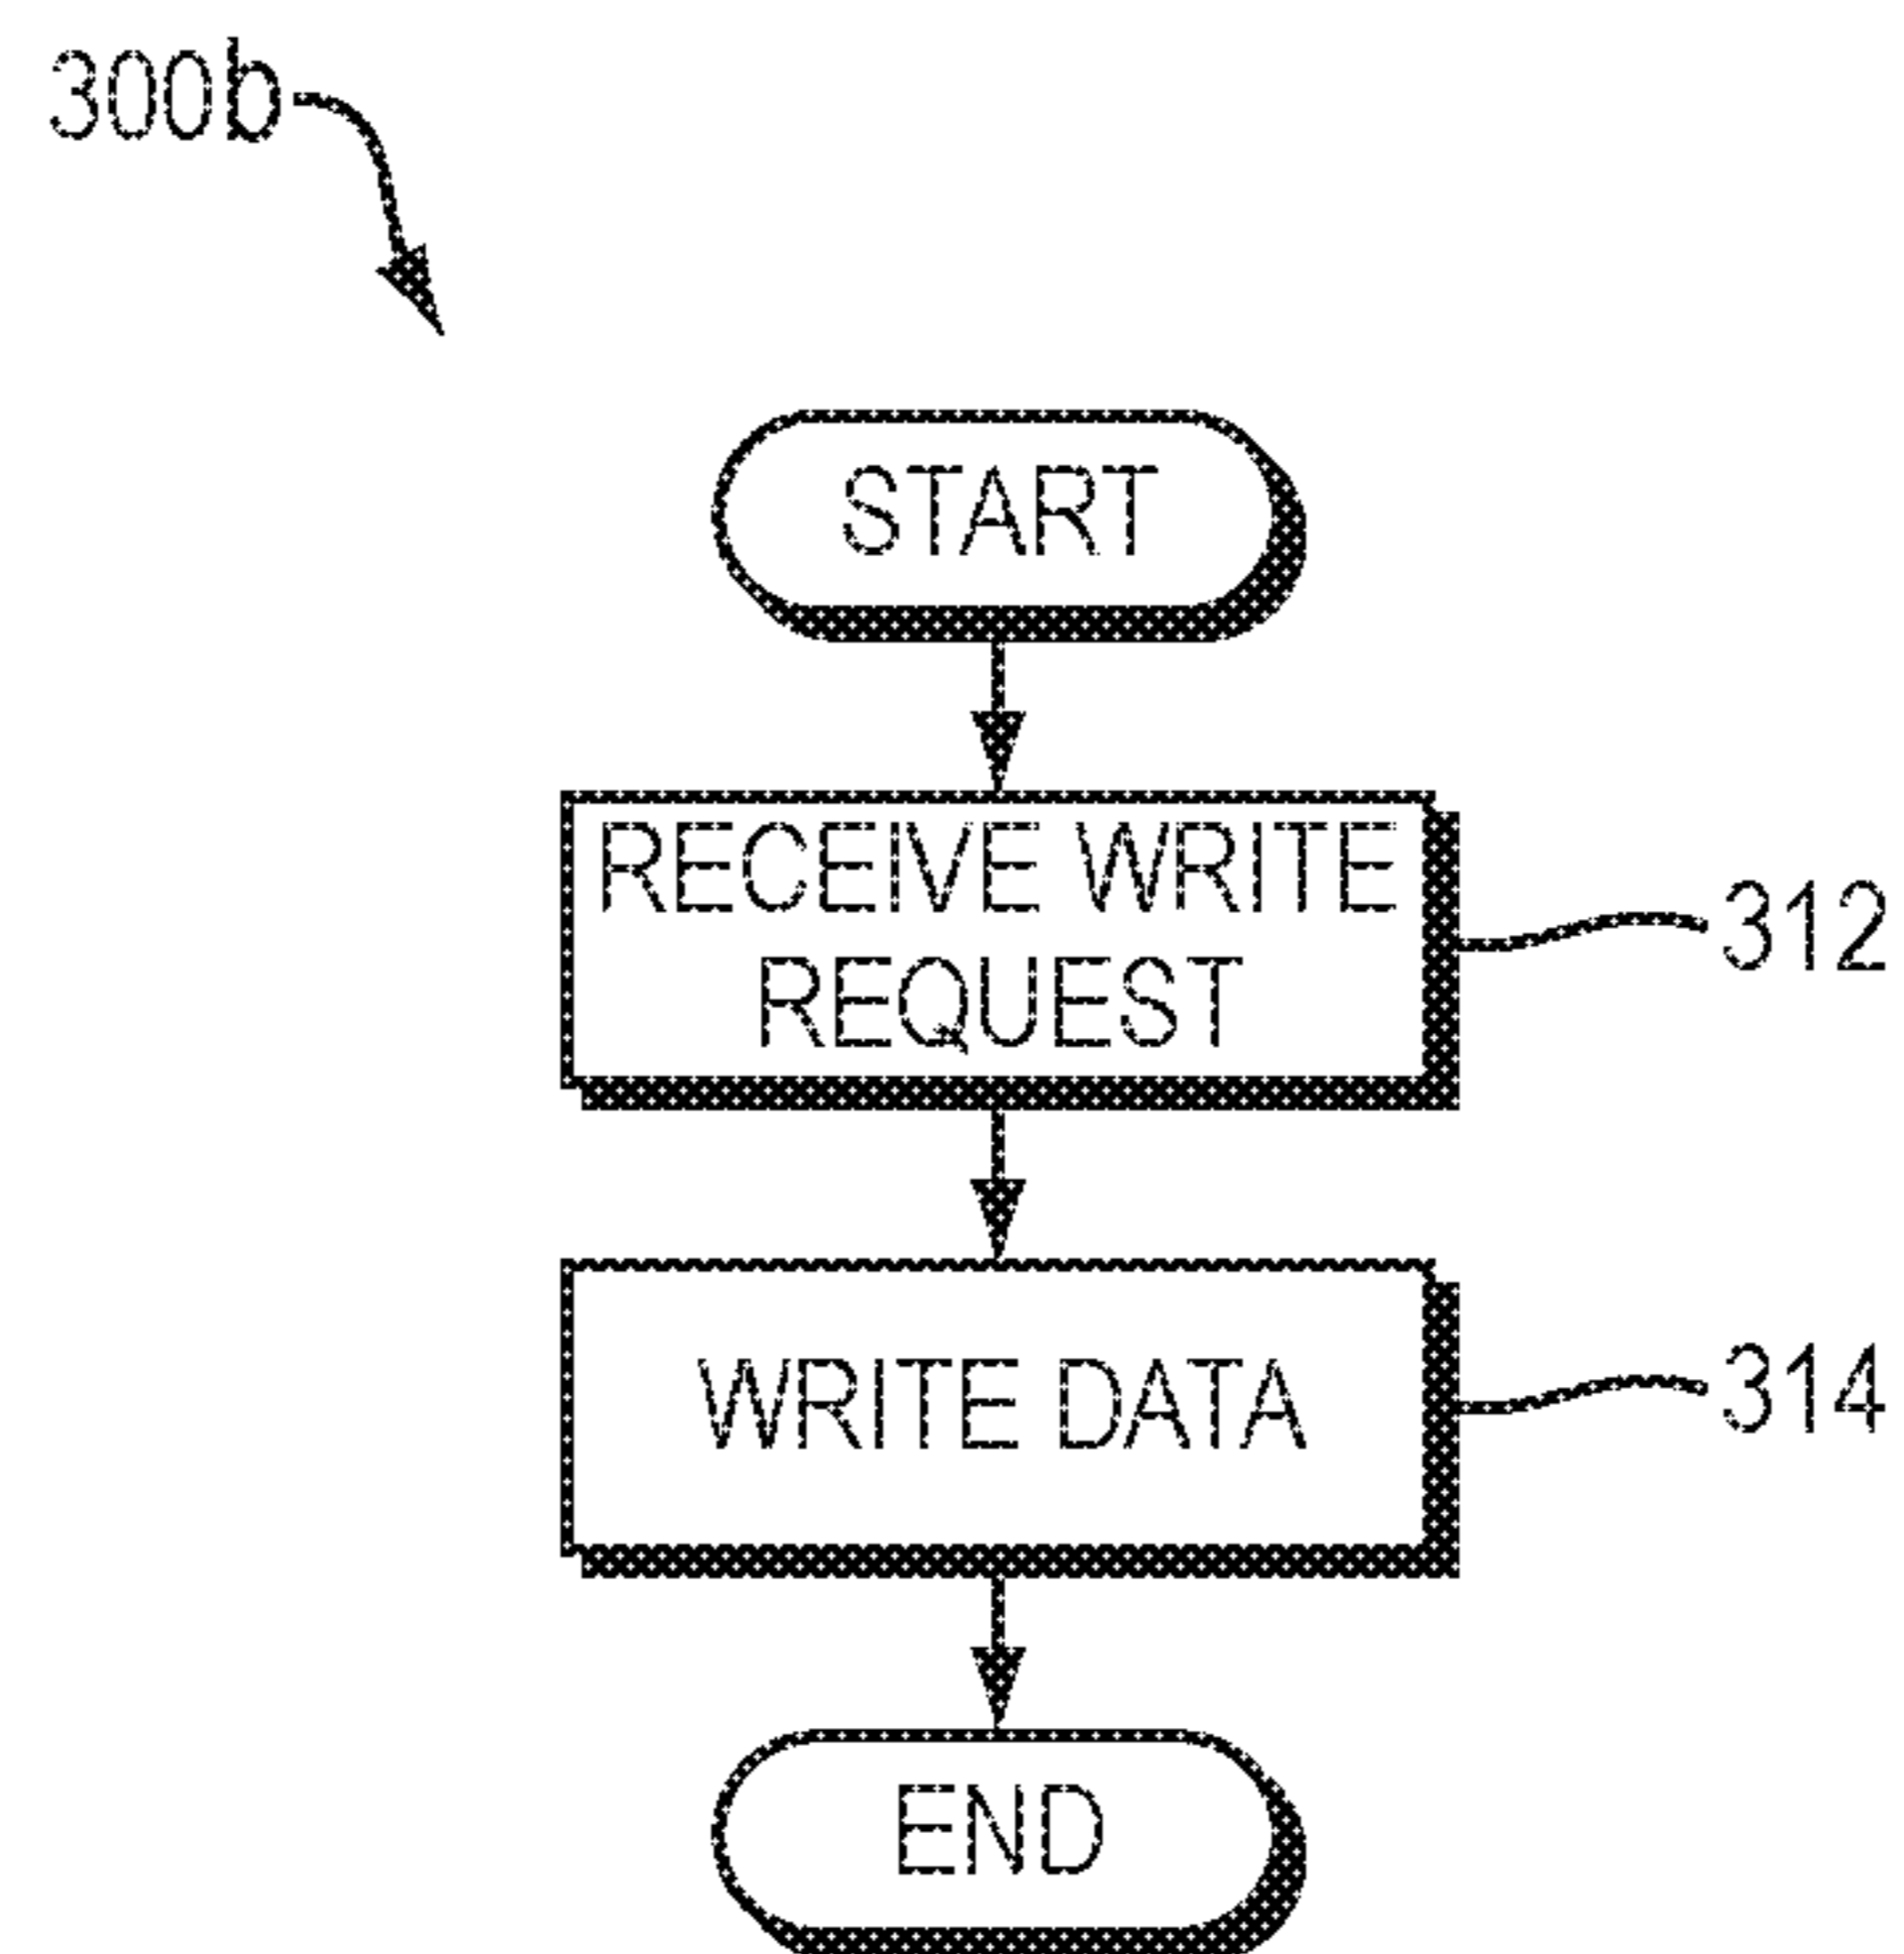 300b
START
RECEIVE WRITE
REQUEST
312
WRITE DATA
314
END